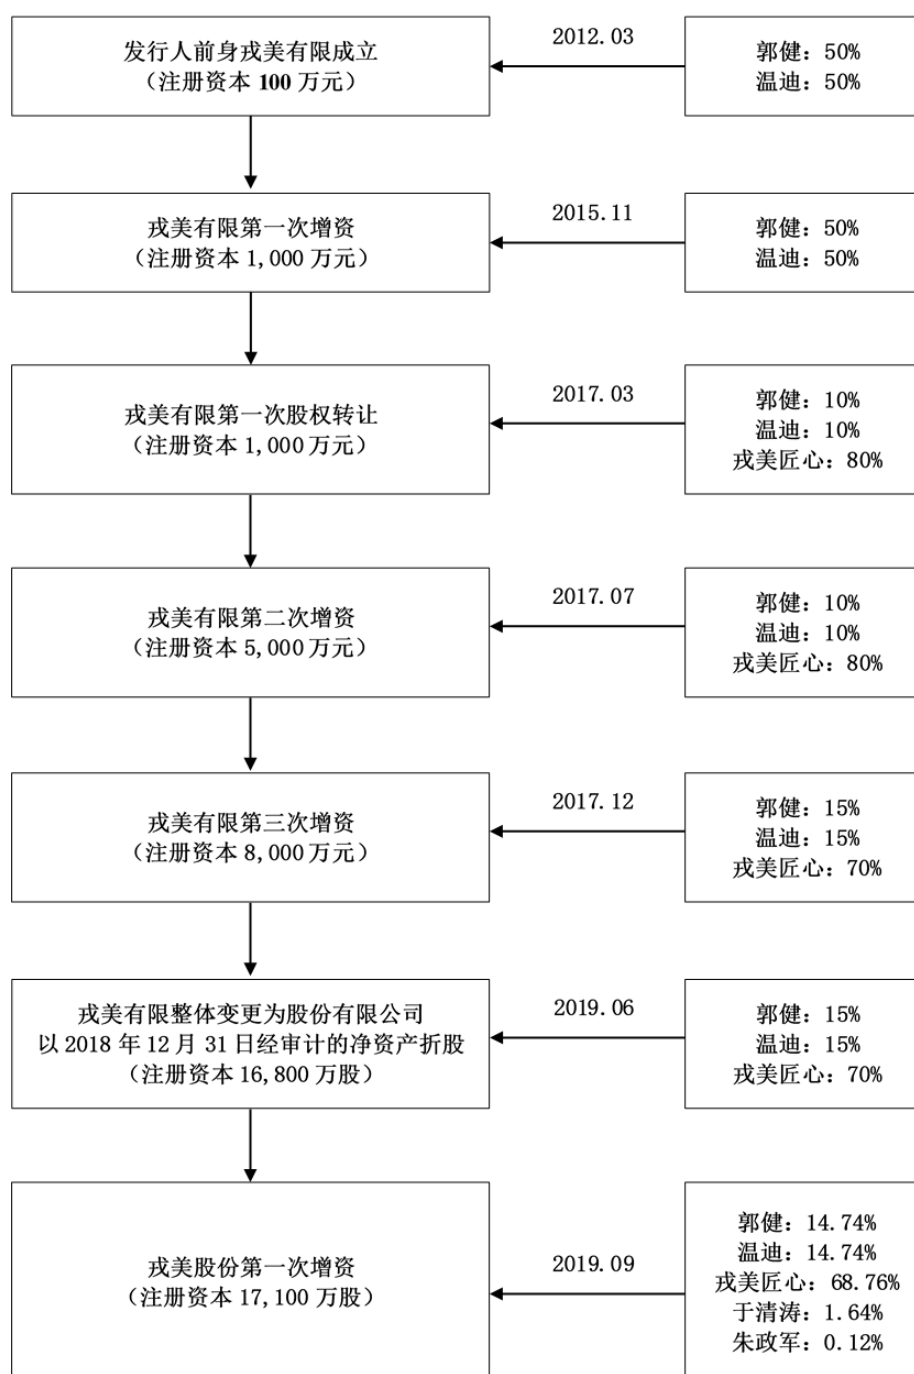 发行人前身戎美有限成立
（注册资本 100 万元）
2012.03
郭健：50%
温迪：50%
戎美有限第一次增资
（注册资本 1,000 万元）
2015.11
郭健：50%
温迪：50%
戎美有限第一次股权转让
（注册资本 1,000 万元）
2017.03
郭健：10%
温迪：10%
戎美匠心：80%
戎美有限第二次增资
（注册资本 5,000 万元）
2017.07
郭健：10%
温迪：10%
戎美匠心：80%
戎美有限第三次增资
（注册资本 8,000 万元）
2017.12
郭健：15%
温迪：15%
戎美匠心：70%
戎美有限整体变更为股份有限公司
以 2018 年 12 月 31 日经审计的净资产折股
（注册资本 16,800 万股）
2019.06
郭健：15%
温迪：15%
戎美匠心：70%
戎美股份第一次增资
（注册资本 17,100 万股）
2019.09
郭健：14.74%
温迪：14.74%
戎美匠心：68.76%
于清涛：1.64%
朱政军：0.12%